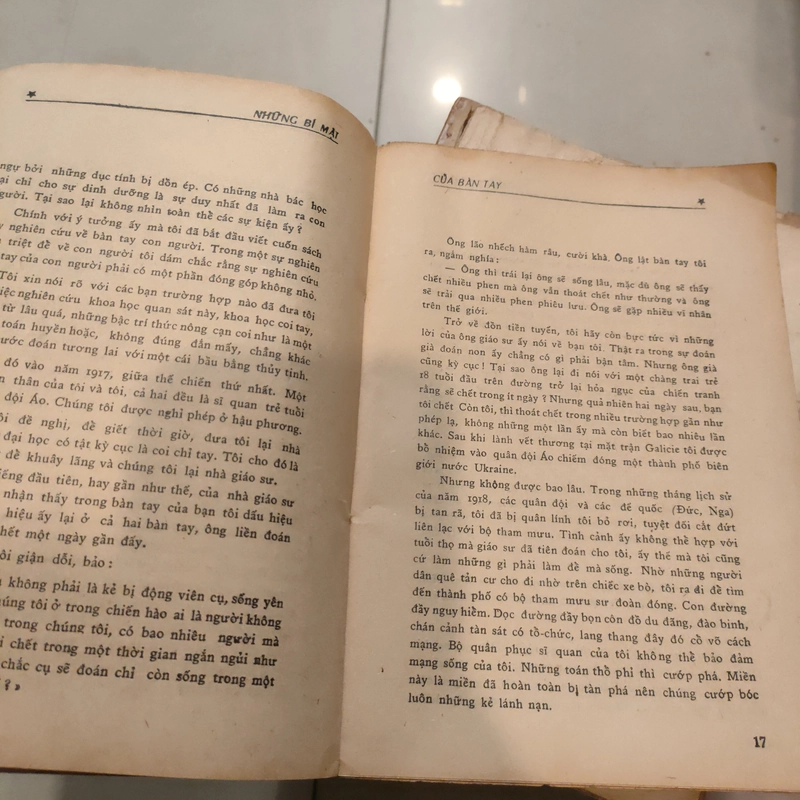 NHỮNG BÍ MẬT
ngự bởi những dục tính bị dồn ép. Có những nhà bác học
ại chỉ cho sự dinh dưỡng là sự duy nhất đã làm ra con
gười. Tại sao lại không nhìn toàn thể các sự kiện ấy ?
Chính với ý tưởng ấy mà tôi đã bắt đầu viết cuốn sách
nghiên cứu về bàn tay con người. Trong một sự nghiên
triệt để về con người tôi dám chắc rằng sự nghiên cứu
tay của con người phải có một phần đóng góp không nhỏ.
Tôi xin nói rõ với các bạn trường hợp nào đã đưa tôi
iệc nghiên cứu khoa học quan sát này, khoa học coi tay,
từ lâu quá, những bậc trí thức nông cạn coi như là một
toán huyền hoặc, không đúng đắn mấy, chẳng khác
ước đoán tương lai với một cái bầu bằng thủy tinh.
đó vào năm 1917, giữa thế chiến thứ nhất. Một
n thân của tôi và tôi, cả hai đều là sĩ quan trẻ tuổi
đội Áo. Chúng tôi được nghỉ phép ở hậu phương.
ôi đề nghị, để giết thời giờ, đưa tôi lại nhà
đại học có tật kỳ cục là coi chỉ tay. Tôi cho đó là
để khuây lãng và chúng tôi lại nhà giáo sư.
iếng đầu tiên, hay gần như thế, của nhà giáo sư
nhận thấy trong bàn tay của bạn tôi dấu hiệu
hiệu ấy lại ở cả hai bàn tay, ông liền đoán
hết một ngày gần đấy.
ôi giận dỗi, bảo :
không phải là kẻ bị động viên cụ, sống yên
húng tôi ở trong chiến hào ai là người không
trong chúng tôi, có bao nhiêu người mà
i chết trong một thời gian ngắn ngủi như
chắc cụ sẽ đoán chỉ còn sống trong một
? »
CỦA BÀN TAY
Ông lão nhếch hàm râu, cười khà. Ông lật bàn tay tôi
ra, ngẫm nghĩa :
— Ông thì trái lại ông sẽ sống lâu, mặc dù ông sẽ thấy
chết nhiều phen mà ông vẫn thoát chết như thường và ông
sẽ trải qua nhiều phen phiêu lưu. Ông sẽ gặp nhiều vĩ nhân
trên thế giới.
Trở về đồn tiền tuyến, tôi hãy còn bực tức vì những
lời của ông giáo sư ấy nói về bạn tôi. Thật ra trong sự đoán
già đoán non ấy chẳng có gì phải bận tâm. Nhưng ông già
cũng kỳ cục ! Tại sao ông lại đi nói với một chàng trai trẻ
18 tuổi đầu trên đường trở lại hỏa ngục của chiến tranh
rằng sẽ chết trong ít ngày ? Nhưng quả nhiên hai ngày sau, bạn
tôi chết Còn tôi, thì thoát chết trong nhiều trường hợp gần như
phép lạ, không những một lần ấy mà còn biết bao nhiêu lần
khác. Sau khi lành vết thương tại mặt trận Galicie tôi được
bổ nhiệm vào quân đội Áo chiếm đóng một thành phố biên
giới nước Ukraine.
Nhưng không được bao lâu. Trong những tháng lịch sử
của năm 1918, các quân đội và các đế quốc (Đức, Nga)
bị tan rã, tôi đã bị quân lính tôi bỏ rơi, tuyệt đối cắt đứt
liên lạc với bộ tham mưu. Tình cảnh ấy không thể hợp với
tuổi thọ mà giáo sư đã tiên đoán cho tôi, ấy thế mà tôi cũng
cứ làm những gì phải làm để mà sống. Nhờ những người
dân quê tản cư cho đi nhờ trên chiếc xe bò, tôi ra đi để tìm
đến thành phố có bộ tham mưu sư đoàn đóng. Con đường
đầy nguy hiểm. Dọc đường đầy bọn côn đồ du đãng, đào binh,
chán cảnh tàn sát có tổ-chức, lang thang đây đó cổ võ cách
mạng. Bộ quân phục sĩ quan của tôi không thể bảo đảm
mạng sống của tôi. Những toán thổ phỉ thì cướp phá. Miền
này là miền đã hoàn toàn bị tàn phá nên chúng cướp bóc
luôn những kẻ lánh nạn.
17